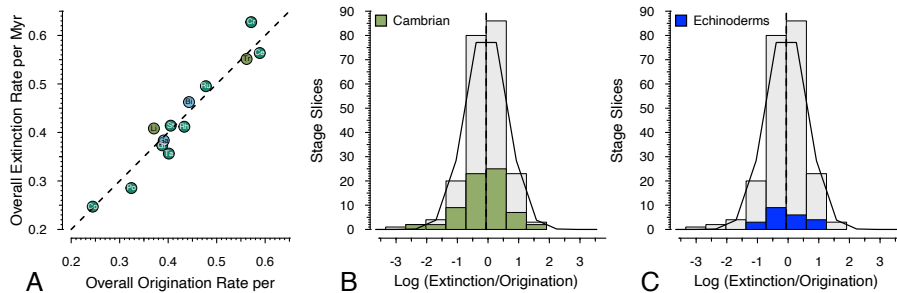 Overall Extinction Rate per Myr
0.6
0.5
0.4
0.3
0.2
0.2 0.3 0.4 0.5 0.6
A
Overall Origination Rate per
Stage Slices
90
80
70
60
50
40
30
20
10
0
Cambrian
-3 -2 -1 0 1 2 3
B
Log (Extinction/Origination)
Stage Slices
90
80
70
60
50
40
30
20
10
0
Echinoderms
-3 -2 -1 0 1 2 3
C
Log (Extinction/Origination)